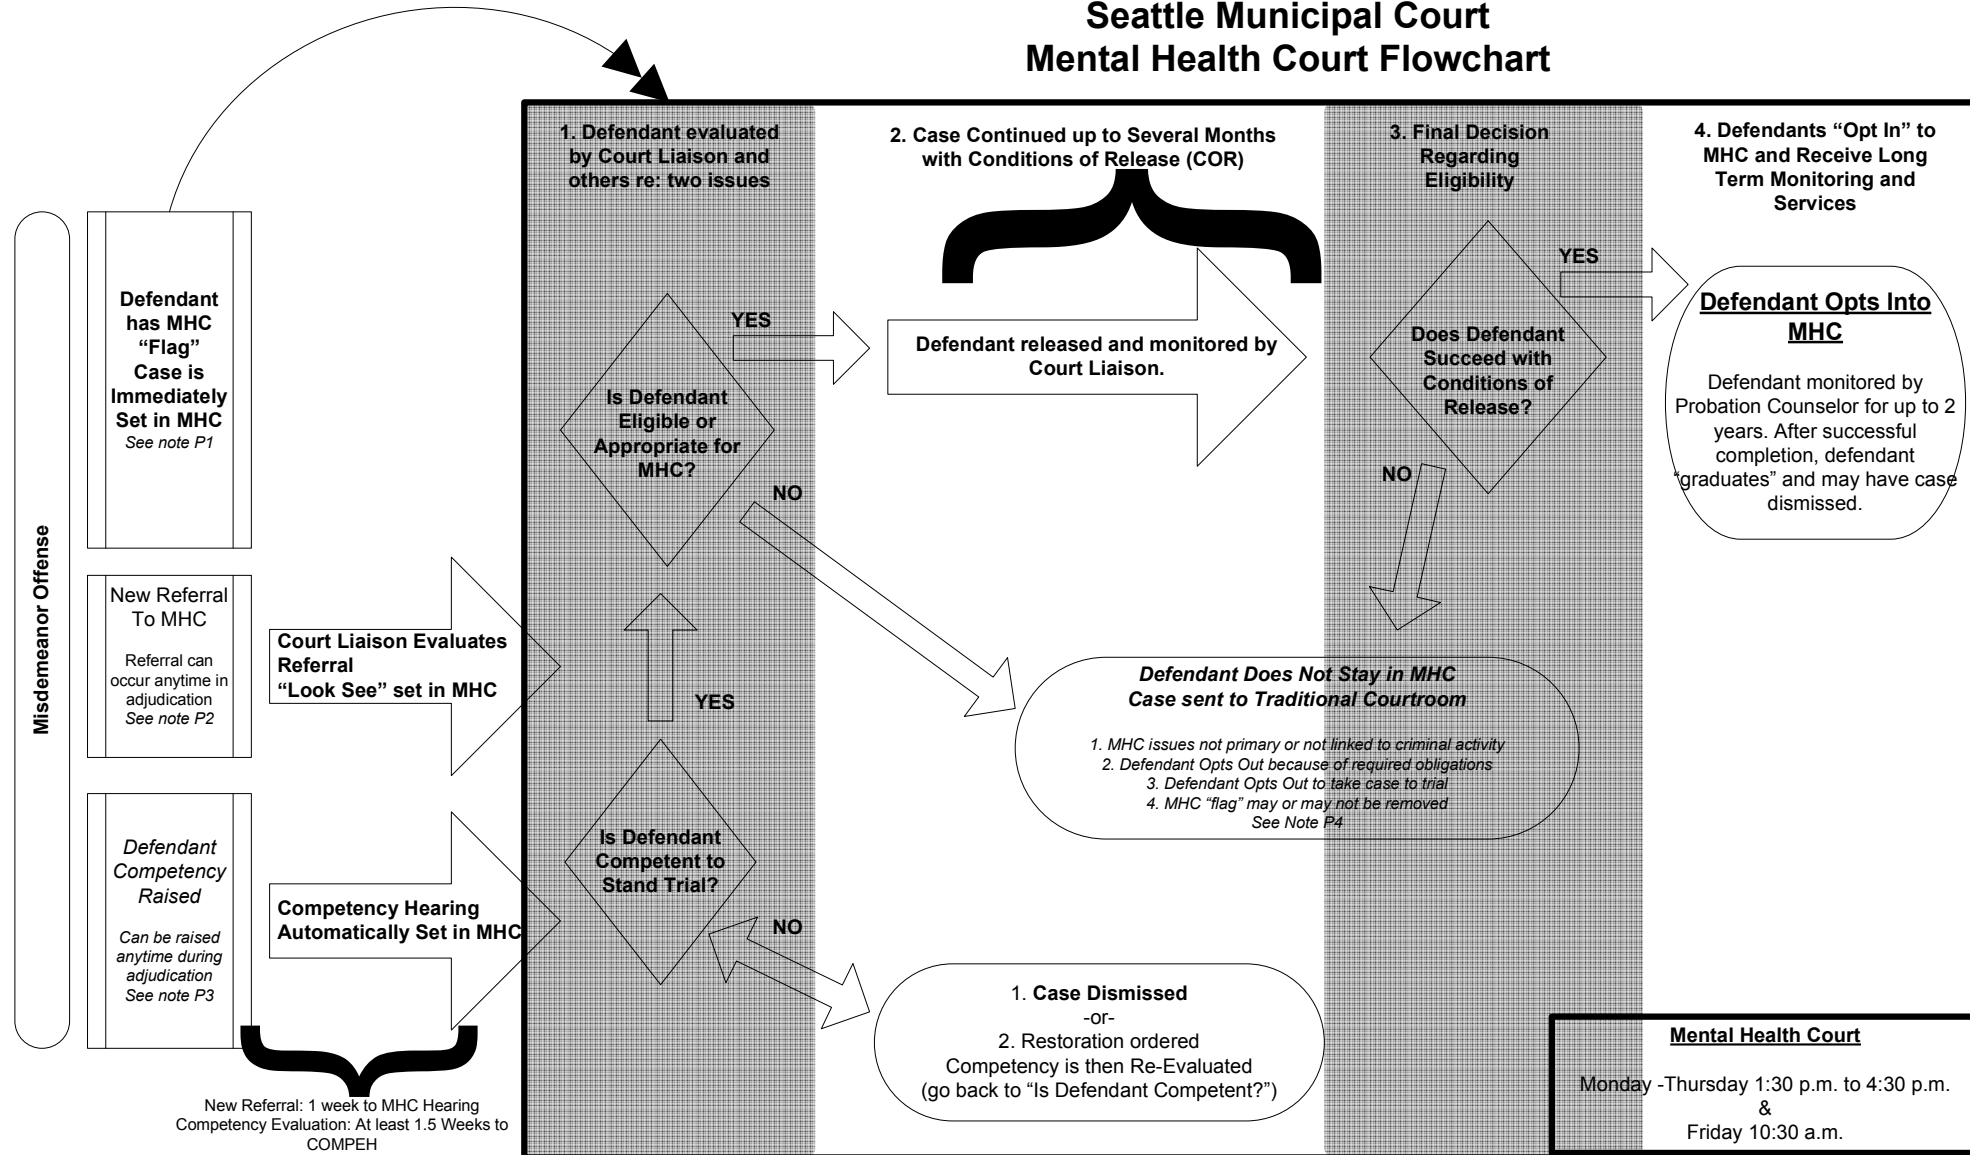 Seattle Municipal Court
Mental Health Court Flowchart
1. Defendant evaluated
by Court Liaison and
others re: two issues
2. Case Continued up to Several Months
with Conditions of Release (COR)
3. Final Decision
Regarding
Eligibility
4. Defendants “Opt In” to
MHC and Receive Long
Term Monitoring and
Services
Misdemeanor Offense
Defendant
has MHC
“Flag”
Case is
Immediately
Set in MHC
See note P1
New Referral
To MHC
Referral can
occur anytime in
adjudication
See note P2
Defendant
Competency
Raised
Can be raised
anytime during
adjudication
See note P3
Court Liaison Evaluates
Referral
“Look See” set in MHC
Competency Hearing
Automatically Set in MHC
New Referral: 1 week to MHC Hearing
Competency Evaluation: At least 1.5 Weeks to
COMPEH
Is Defendant
Eligible or
Appropriate for
MHC?
YES
NO
YES
Is Defendant
Competent to
Stand Trial?
NO
Defendant released and monitored by
Court Liaison.
Does Defendant
Succeed with
Conditions of
Release?
YES
NO
Defendant Opts Into
MHC
Defendant monitored by
Probation Counselor for up to 2
years. After successful
completion, defendant
“graduates” and may have case
dismissed.
Defendant Does Not Stay in MHC
Case sent to Traditional Courtroom
1. MHC issues not primary or not linked to criminal activity
2. Defendant Opts Out because of required obligations
3. Defendant Opts Out to take case to trial
4. MHC “flag” may or may not be removed
See Note P4
1. Case Dismissed
-or-
2. Restoration ordered
Competency is then Re-Evaluated
(go back to “Is Defendant Competent?”)
Mental Health Court
Monday -Thursday 1:30 p.m. to 4:30 p.m.
&
Friday 10:30 a.m.